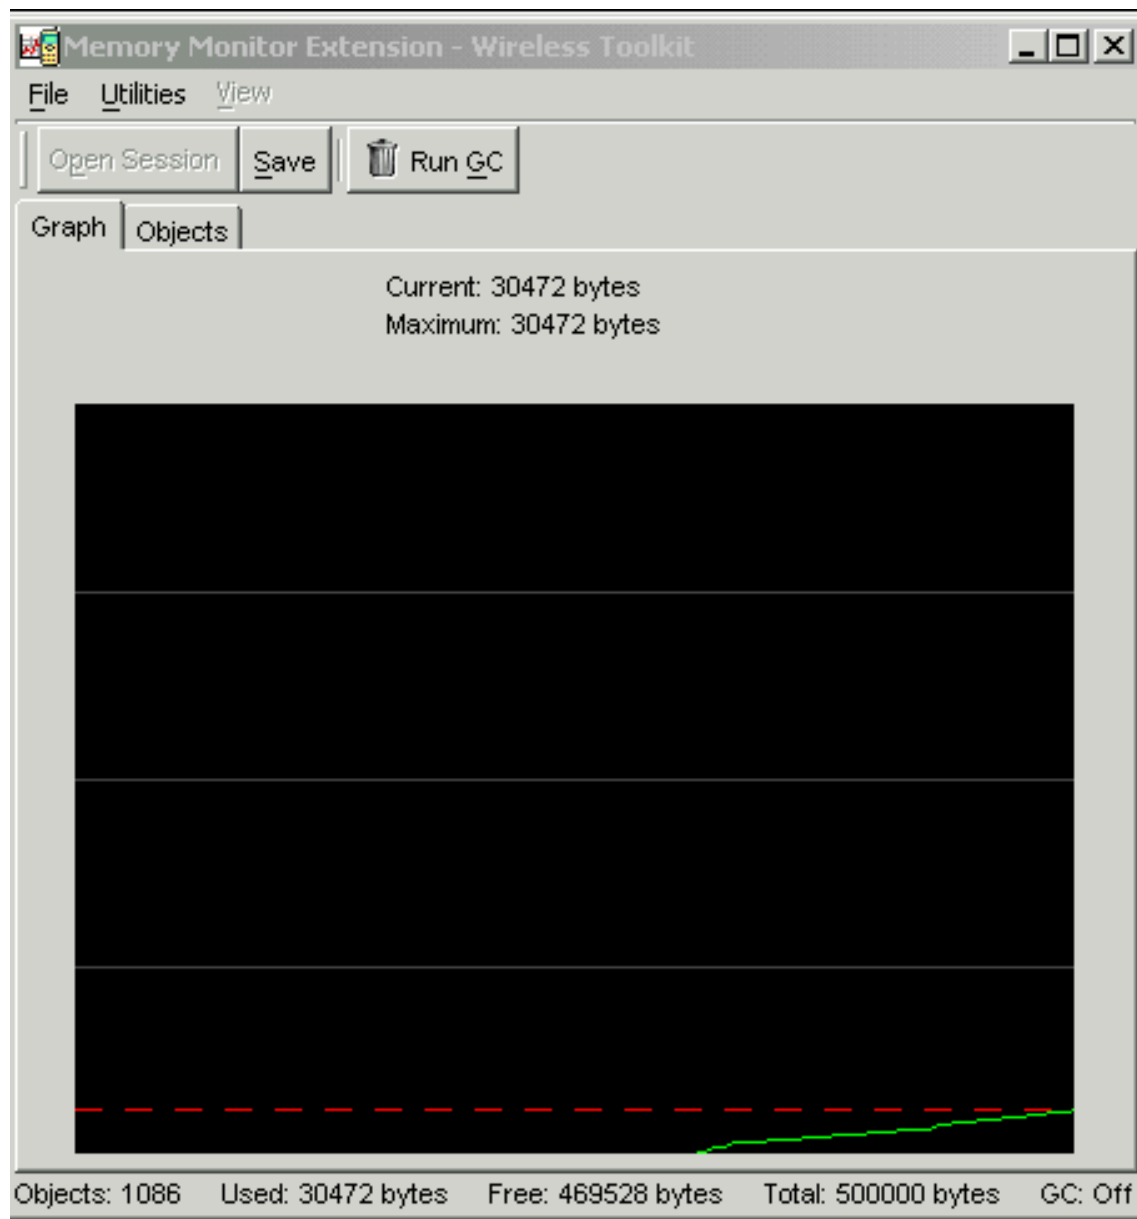 Memory Monitor Extension - Wireless Toolkit
File Utilities View
Open Session Save Run GC
Graph Objects
Current: 30472 bytes
Maximum: 30472 bytes
Objects: 1086 Used: 30472 bytes Free: 469528 bytes Total: 500000 bytes GC: Off